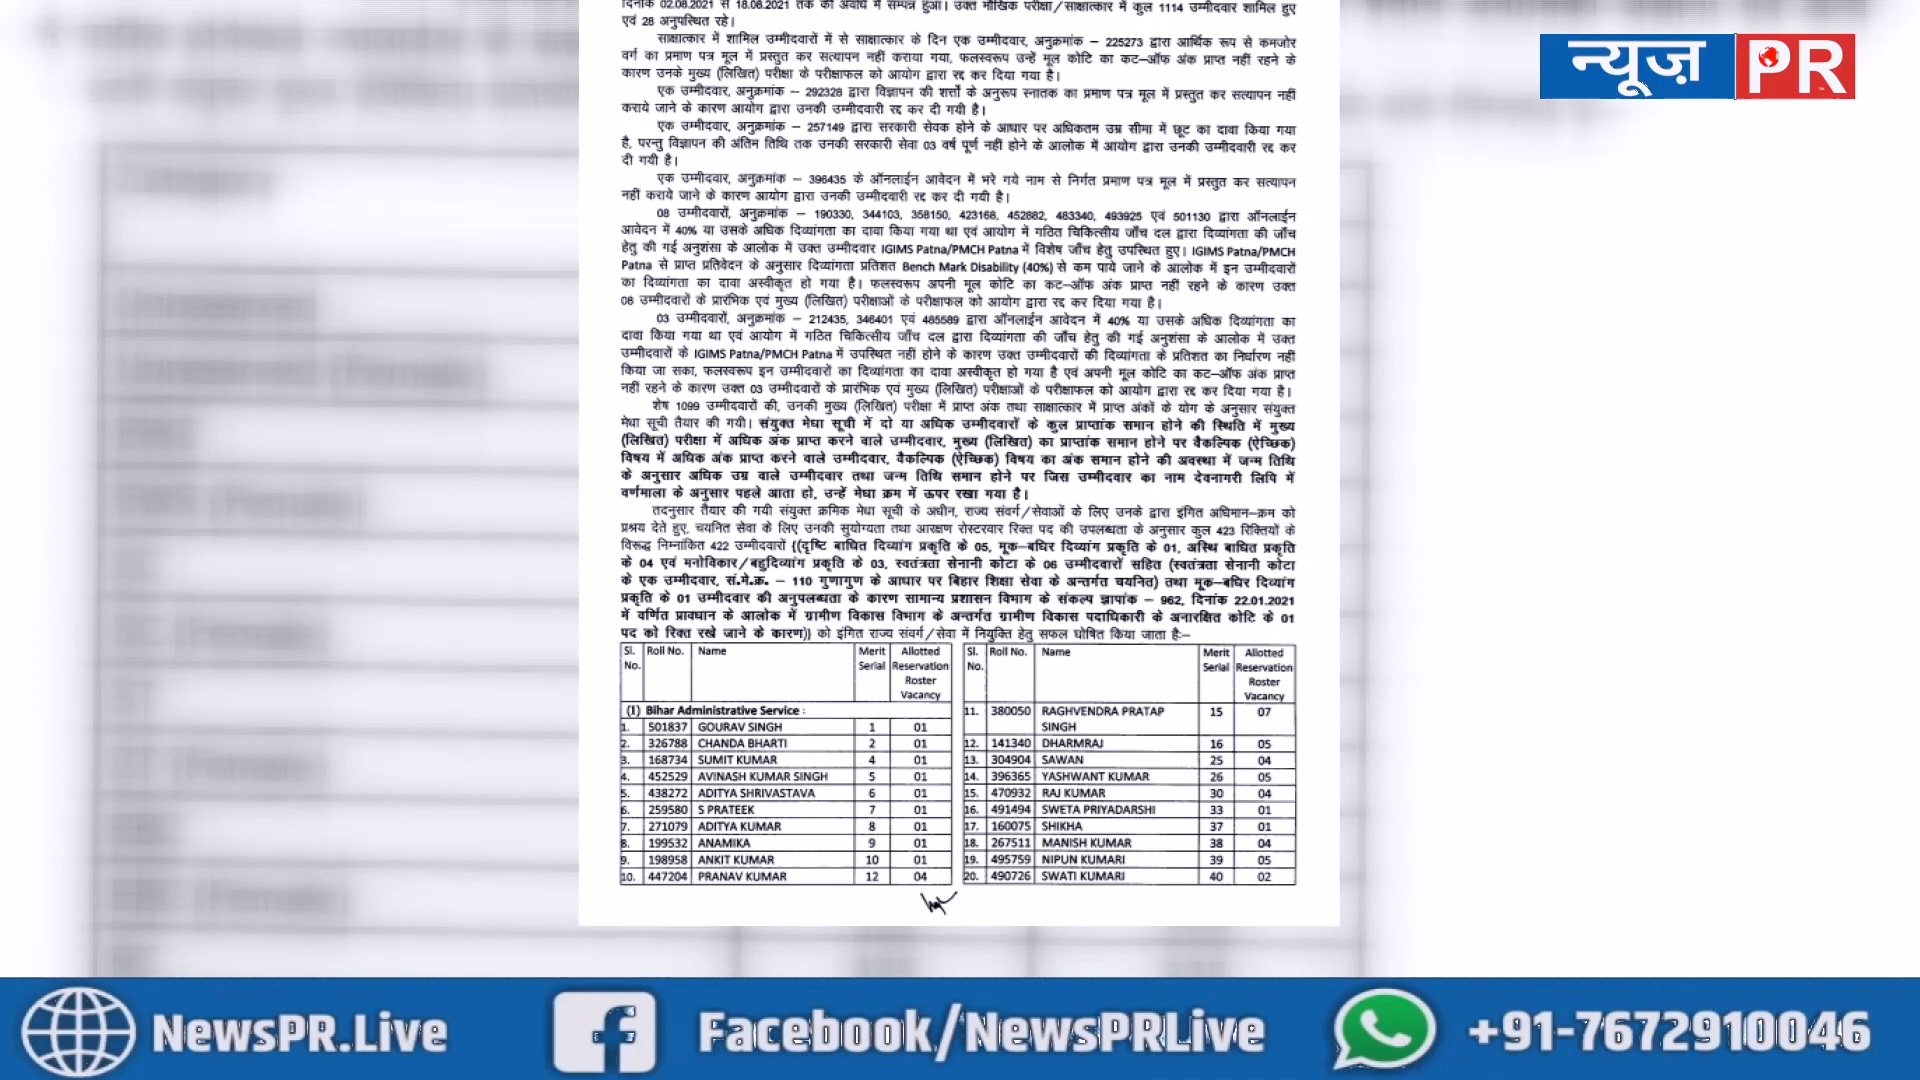 दिनांक 02.08.2021 से 18.08.2021 तक की अवधि में सम्पन्न हुआ। उक्त मौखिक परीक्षा/साक्षात्कार में कुल 1114 उम्मीदवार शामिल हुए
एवं 28 अनुपस्थित रहे।
साक्षात्कार में शामिल उम्मीदवारों में से साक्षात्कार के दिन एक उम्मीदवार, अनुक्रमांक – 225273 द्वारा आर्थिक रूप से कमजोर
वर्ग का प्रमाण पत्र मूल में प्रस्तुत कर सत्यापन नहीं कराया गया, फलस्वरूप उन्हें मूल कोटि का कट–ऑफ अंक प्राप्त नहीं रहने के
कारण उनके मुख्य (लिखित) परीक्षा के परीक्षाफल को आयोग द्वारा रद्द कर दिया गया है।
एक उम्मीदवार, अनुक्रमांक – 292328 द्वारा विज्ञापन की शर्त्तों के अनुरूप स्नातक का प्रमाण पत्र मूल में प्रस्तुत कर सत्यापन नहीं
कराये जाने के कारण आयोग द्वारा उनकी उम्मीदवारी रद्द कर दी गयी है।
एक उम्मीदवार, अनुक्रमांक – 257149 द्वारा सरकारी सेवक होने के आधार पर अधिकतम उम्र सीमा में छूट का दावा किया गया
है, परन्तु विज्ञापन की अंतिम तिथि तक उनकी सरकारी सेवा 03 वर्ष पूर्ण नहीं होने के आलोक में आयोग द्वारा उनकी उम्मीदवारी रद्द कर
दी गयी है।
एक उम्मीदवार, अनुक्रमांक – 396435 के ऑनलाईन आवेदन में भरे गये नाम से निर्गत प्रमाण पत्र मूल में प्रस्तुत कर सत्यापन
नहीं कराये जाने के कारण आयोग द्वारा उनकी उम्मीदवारी रद्द कर दी गयी है।
08 उम्मीदवारों, अनुक्रमांक – 190330, 344103, 358150, 423168, 452882, 483340, 493925 एवं 501130 द्वारा ऑनलाईन
आवेदन में 40% या उसके अधिक दिव्यांगता का दावा किया गया था एवं आयोग में गठित चिकित्सीय जाँच दल द्वारा दिव्यांगता की जाँच
हेतु की गई अनुशंसा के आलोक में उक्त उम्मीदवार IGIMS Patna/PMCH Patna में विशेष जाँच हेतु उपस्थित हुए। IGIMS Patna/PMCH
Patna से प्राप्त प्रतिवेदन के अनुसार दिव्यांगता प्रतिशत Bench Mark Disability (40%) से कम पाये जाने के आलोक में इन उम्मीदवारों
का दिव्यांगता का दावा अस्वीकृत हो गया है। फलस्वरूप अपनी मूल कोटि का कट–ऑफ अंक प्राप्त नहीं रहने के कारण उक्त
08 उम्मीदवारों के प्रारंभिक एवं मुख्य (लिखित) परीक्षाओं के परीक्षाफल को आयोग द्वारा रद्द कर दिया गया है।
03 उम्मीदवारों, अनुक्रमांक – 212435, 346401 एवं 485589 द्वारा ऑनलाईन आवेदन में 40% या उसके अधिक दिव्यांगता का
दावा किया गया था एवं आयोग में गठित चिकित्सीय जाँच दल द्वारा दिव्यांगता की जाँच हेतु की गई अनुशंसा के आलोक में उक्त
उम्मीदवारों के IGIMS Patna/PMCH Patna में उपस्थित नहीं होने के कारण उक्त उम्मीदवारों की दिव्यांगता के प्रतिशत का निर्धारण नहीं
किया जा सका, फलस्वरूप इन उम्मीदवारों का दिव्यांगता का दावा अस्वीकृत हो गया है एवं अपनी मूल कोटि का कट–ऑफ अंक प्राप्त
नहीं रहने के कारण उक्त 03 उम्मीदवारों के प्रारंभिक एवं मुख्य (लिखित) परीक्षाओं के परीक्षाफल को आयोग द्वारा रद्द कर दिया गया है।
शेष 1099 उम्मीदवारों की, उनकी मुख्य (लिखित) परीक्षा में प्राप्त अंक तथा साक्षात्कार में प्राप्त अंकों के योग के अनुसार संयुक्त
मेधा सूची तैयार की गयी। संयुक्त मेधा सूची में दो या अधिक उम्मीदवारों के कुल प्राप्तांक समान होने की स्थिति में मुख्य
(लिखित) परीक्षा में अधिक अंक प्राप्त करने वाले उम्मीदवार, मुख्य (लिखित) का प्राप्तांक समान होने पर वैकल्पिक (ऐच्छिक)
विषय में अधिक अंक प्राप्त करने वाले उम्मीदवार, वैकल्पिक (ऐच्छिक) विषय का अंक समान होने की अवस्था में जन्म तिथि
के अनुसार अधिक उम्र वाले उम्मीदवार तथा जन्म तिथि समान होने पर जिस उम्मीदवार का नाम देवनागरी लिपि में
वर्णमाला के अनुसार पहले आता हो, उन्हें मेधा क्रम में ऊपर रखा गया है।
तदनुसार तैयार की गयी संयुक्त क्रमिक मेधा सूची के अधीन, राज्य संवर्ग/सेवाओं के लिए उनके द्वारा इंगित अधिमान–क्रम को
प्रश्रय देते हुए, चयनित सेवा के लिए उनकी सुयोग्यता तथा आरक्षण रोस्टरवार रिक्त पद की उपलब्धता के अनुसार कुल 423 रिक्तियों के
विरूद्ध निम्नांकित 422 उम्मीदवारों {(दृष्टि बाधित दिव्यांग प्रकृति के 05, मूक–बधिर दिव्यांग प्रकृति के 01, अस्थि बाधित प्रकृति
के 04 एवं मनोविकार/बहुदिव्यांग प्रकृति के 03, स्वतंत्रता सेनानी कोटा के 06 उम्मीदवारों सहित (स्वतंत्रता सेनानी कोटा
के एक उम्मीदवार, सं.मे.क्र. – 110 गुणागुण के आधार पर बिहार शिक्षा सेवा के अन्तर्गत चयनित) तथा मूक–बधिर दिव्यांग
प्रकृति के 01 उम्मीदवार की अनुपलब्धता के कारण सामान्य प्रशासन विभाग के संकल्प ज्ञापांक – 962, दिनांक 22.01.2021
में वर्णित प्रावधान के आलोक में ग्रामीण विकास विभाग के अन्तर्गत ग्रामीण विकास पदाधिकारी के अनारक्षित कोटि के 01
पद को रिक्त रखे जाने के कारण)} को इंगित राज्य संवर्ग/सेवा में नियुक्ति हेतु सफल घोषित किया जाता है:–
Sl. No. Roll No. Name Merit Serial Allotted Reservation Roster Vacancy
(I) Bihar Administrative Service :
1. 501837 GOURAV SINGH 1 01
2. 326788 CHANDA BHARTI 2 01
3. 168734 SUMIT KUMAR 4 01
4. 452529 AVINASH KUMAR SINGH 5 01
5. 438272 ADITYA SHRIVASTAVA 6 01
6. 259580 S PRATEEK 7 01
7. 271079 ADITYA KUMAR 8 01
8. 199532 ANAMIKA 9 01
9. 198958 ANKIT KUMAR 10 01
10. 447204 PRANAV KUMAR 12 04
Sl. No. Roll No. Name Merit Serial Allotted Reservation Roster Vacancy
11. 380050 RAGHVENDRA PRATAP SINGH 15 07
12. 141340 DHARMRAJ 16 05
13. 304904 SAWAN 25 04
14. 396365 YASHWANT KUMAR 26 05
15. 470932 RAJ KUMAR 30 04
16. 491494 SWETA PRIYADARSHI 33 01
17. 160075 SHIKHA 37 01
18. 267511 MANISH KUMAR 38 04
19. 495759 NIPUN KUMARI 39 05
20. 490726 SWATI KUMARI 40 02
न्यूज़ PR
NewsPR.Live
Facebook/NewsPRLive
+91-7672910046